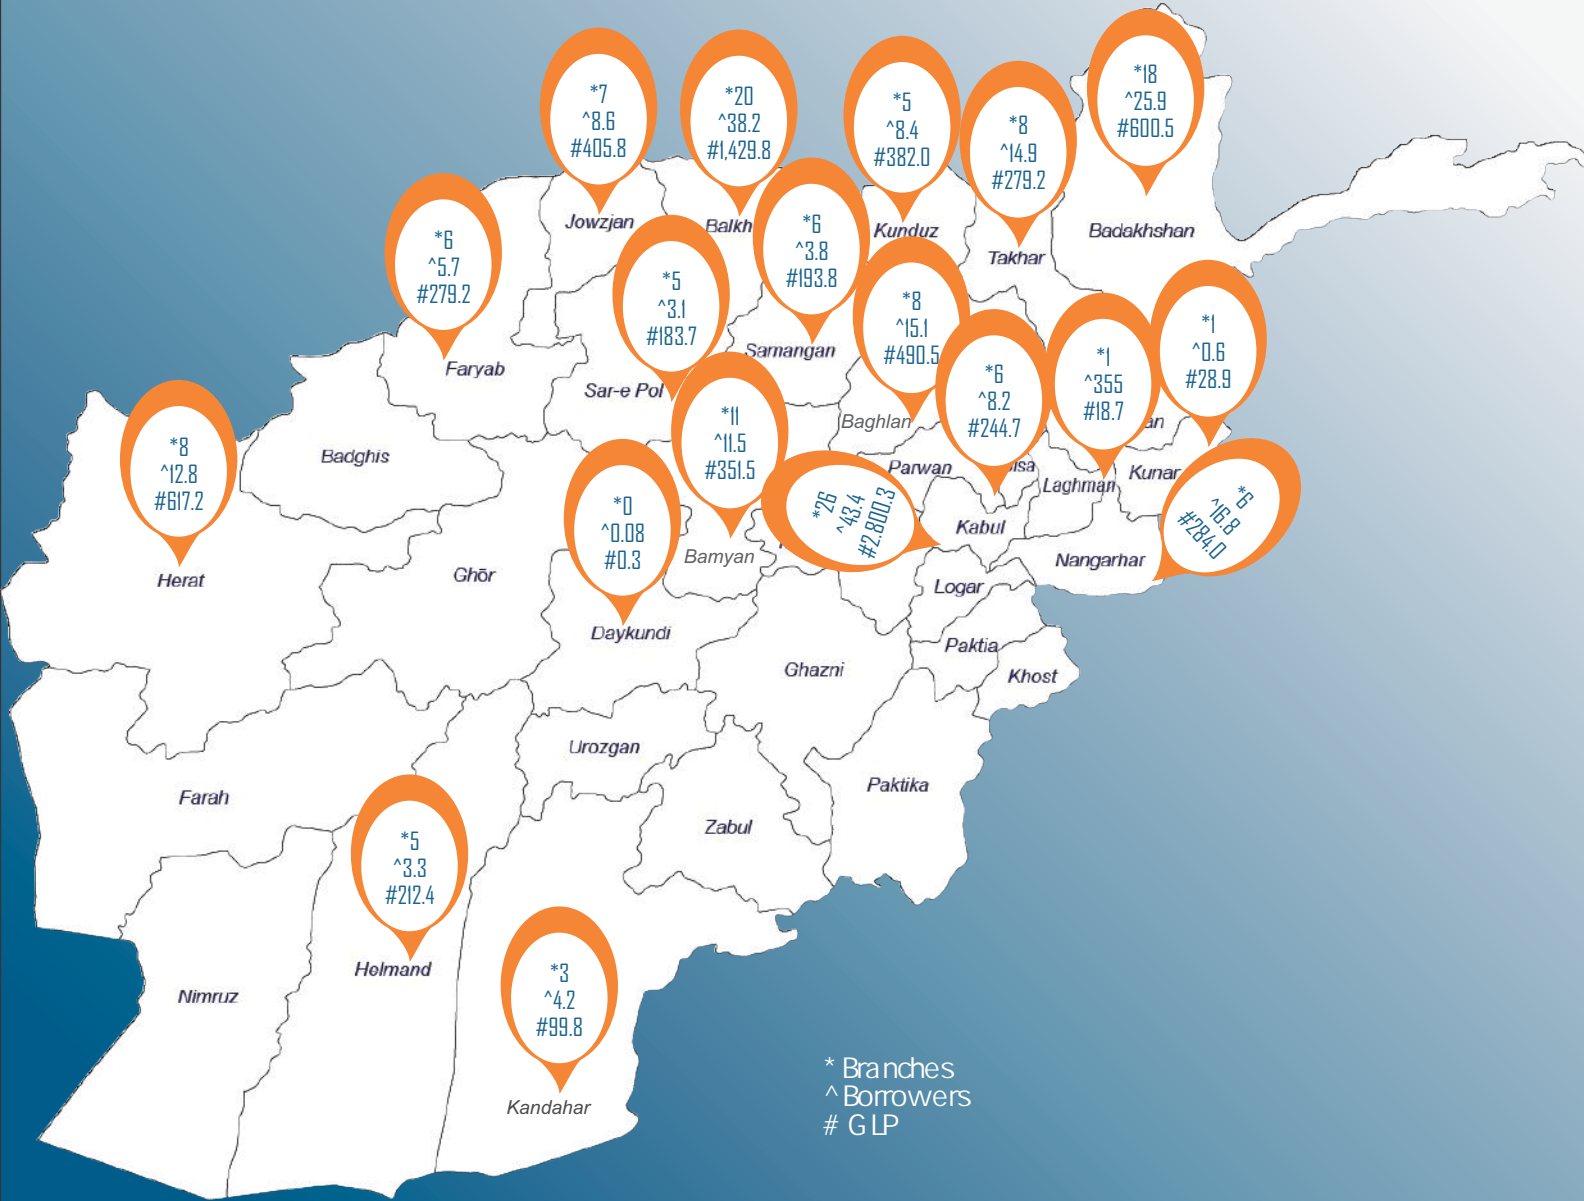 *18
^25.9
#600.5
*7
^8.6
#405.8
*20
^38.2
#1,429.8
*5
^8.4
#382.0
*8
^14.9
#279.2
Jowzjan
Balkh
Kunduz
Takhar
Badakhshan
*6
^5.7
#279.2
*5
^3.1
#183.7
*6
^3.8
#193.8
*8
^15.1
#490.5
*6
^8.2
#244.7
*1
^355
#18.7
*1
^0.6
#28.9
Faryab
Sar-e Pol
Samangan
Baghlan
an
*8
^12.8
#617.2
Badghis
*11
^11.5
#351.5
Parwan
isa
Laghman
Kunar
*0
^0.08
#0.3
*26
^43.4
#2.800.3
*6
^16.8
#284.0
Kabul
Nangarhar
Herat
Ghōr
Bamyan
Logar
Daykundi
Ghazni
Paktia
Khost
Urozgan
Farah
Zabul
Paktika
*5
^3.3
#212.4
Helmand
Nimruz
*3
^4.2
#99.8
Kandahar
* Branches
^ Borrowers
# GLP